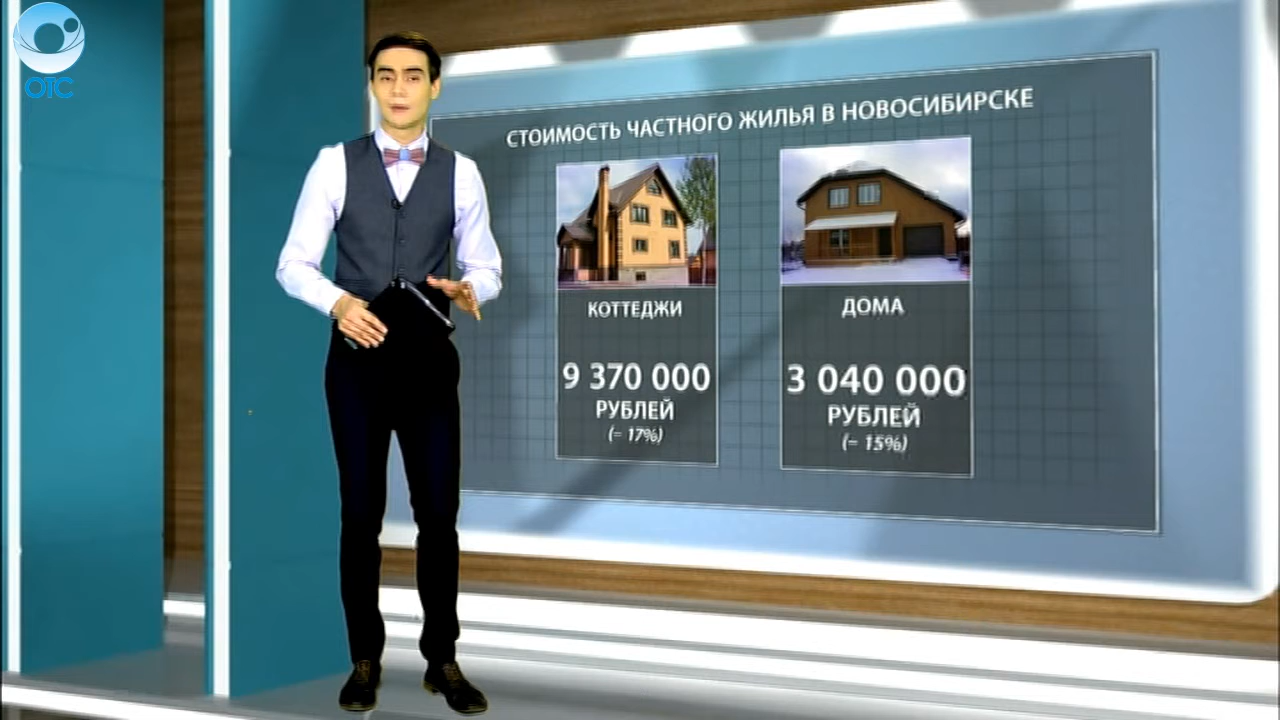 ОТС
СТОИМОСТЬ ЧАСТНОГО ЖИЛЬЯ В НОВОСИБИРСКЕ
КОТТЕДЖИ
9 370 000
РУБЛЕЙ
(– 17%)
ДОМА
3 040 000
РУБЛЕЙ
(– 15%)